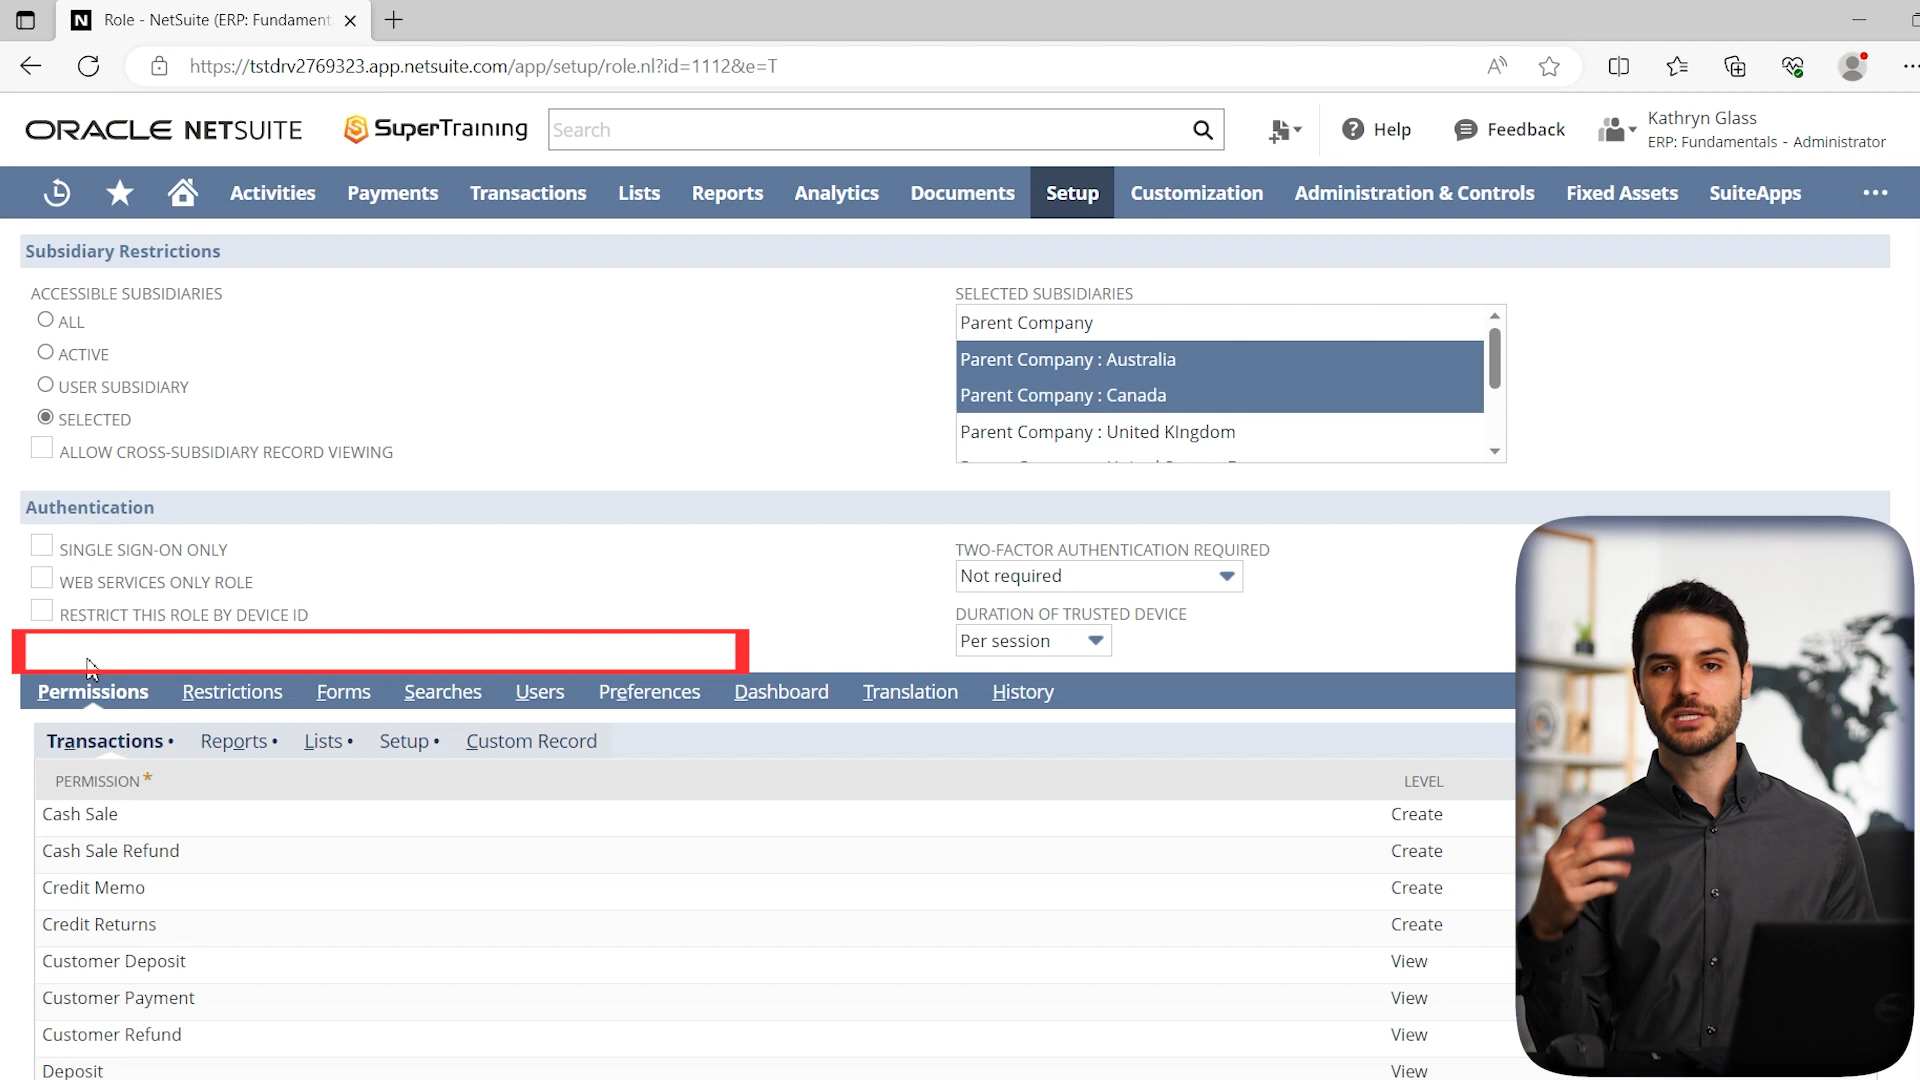 Role - NetSuite (ERP: Fundament
https://tstdrv2769323.app.netsuite.com/app/setup/role.nl?id=1112&e=T
ORACLE NETSUITE
SuperTraining
Search
Help
Feedback
Kathryn Glass
ERP: Fundamentals - Administrator
Activities
Payments
Transactions
Lists
Reports
Analytics
Documents
Setup
Customization
Administration & Controls
Fixed Assets
SuiteApps
Subsidiary Restrictions
ACCESSIBLE SUBSIDIARIES
ALL
ACTIVE
USER SUBSIDIARY
SELECTED
ALLOW CROSS-SUBSIDIARY RECORD VIEWING
SELECTED SUBSIDIARIES
Parent Company
Parent Company : Australia
Parent Company : Canada
Parent Company : United KIngdom
Authentication
SINGLE SIGN-ON ONLY
WEB SERVICES ONLY ROLE
RESTRICT THIS ROLE BY DEVICE ID
TWO-FACTOR AUTHENTICATION REQUIRED
Not required
DURATION OF TRUSTED DEVICE
Per session
Permissions
Restrictions
Forms
Searches
Users
Preferences
Dashboard
Translation
History
Transactions •
Reports •
Lists •
Setup •
Custom Record
PERMISSION *
LEVEL
Cash Sale
Create
Cash Sale Refund
Create
Credit Memo
Create
Credit Returns
Create
Customer Deposit
View
Customer Payment
View
Customer Refund
View
Deposit
View